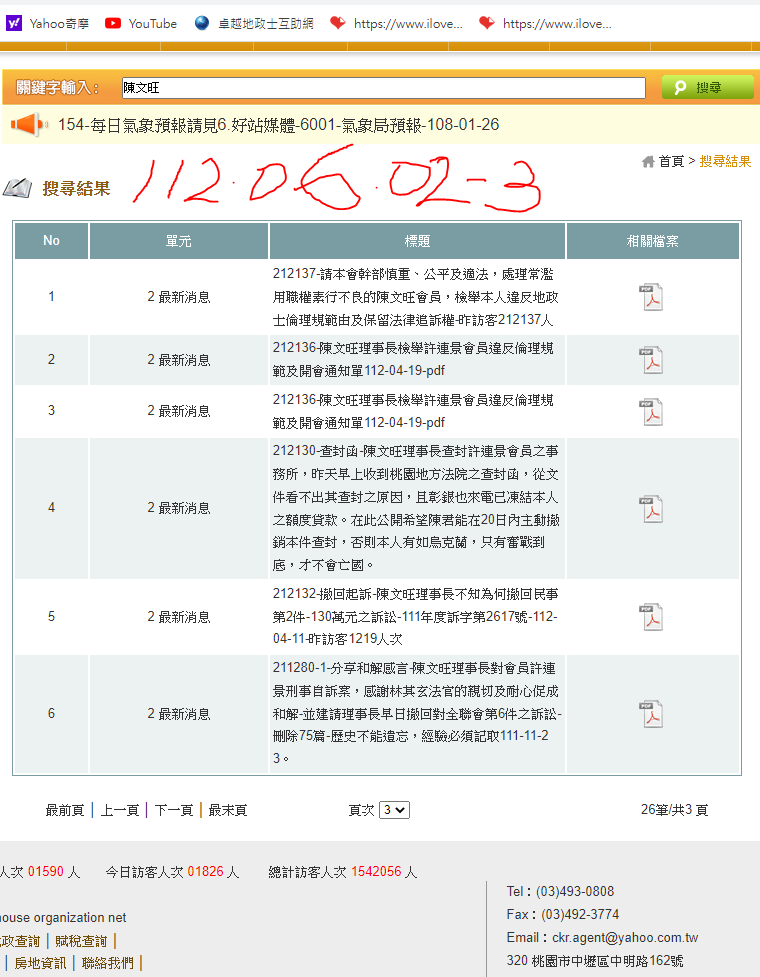 Yahoo奇摩 YouTube 卓越地政士互助網 https://www.ilove... https://www.ilove...
關鍵字輸入: 陳文旺 搜尋
154-每日氣象預報請見6.好站媒體-6001-氣象局預報-108-01-26
首頁 > 搜尋結果
搜尋結果 112.06.02-3
No 單元 標題 相關檔案
1 2 最新消息 212137-請本會幹部慎重、公平及適法，處理常濫
用職權素行不良的陳文旺會員，檢舉本人違反地政
士倫理規範由及保留法律追訴權-昨訪客212137人
2 2 最新消息 212136-陳文旺理事長檢舉許連景會員違反倫理規
範及開會通知單112-04-19-pdf
3 2 最新消息 212136-陳文旺理事長檢舉許連景會員違反倫理規
範及開會通知單112-04-19-pdf
4 2 最新消息 212130-查封函-陳文旺理事長查封許連景會員之事
務所，昨天早上收到桃園地方法院之查封函，從文
件看不出其查封之原因，且彰銀也來電已凍結本人
之額度貸款。在此公開希望陳君能在20日內主動撤
銷本件查封，否則本人有如烏克蘭，只有奮戰到
底，才不會亡國。
5 2 最新消息 212132-撤回起訴-陳文旺理事長不知為何撤回民事
第2件-130萬元之訴訟-111年度訴字第2617號-112-
04-11-昨訪客1219人次
6 2 最新消息 211280-1-分享和解感言-陳文旺理事長對會員許連
景刑事自訴案，感謝林其玄法官的親切及耐心促成
和解-並建請理事長早日撤回對全聯會第6件之訴訟-
刪除75篇-歷史不能遺忘，經驗必須記取111-11-2
3。
最前頁 | 上一頁 | 下一頁 | 最末頁 頁次 3 26筆/共3 頁
人次 01590 人 今日訪客人次 01826 人 總計訪客人次 1542056 人
Tel：(03)493-0808
Fax：(03)492-3774
house organization net
Email：ckr.agent@yahoo.com.tw
政查詢 | 賦稅查詢 |
320 桃園市中壢區中明路162號
| 房地資訊 | 聯絡我們 |